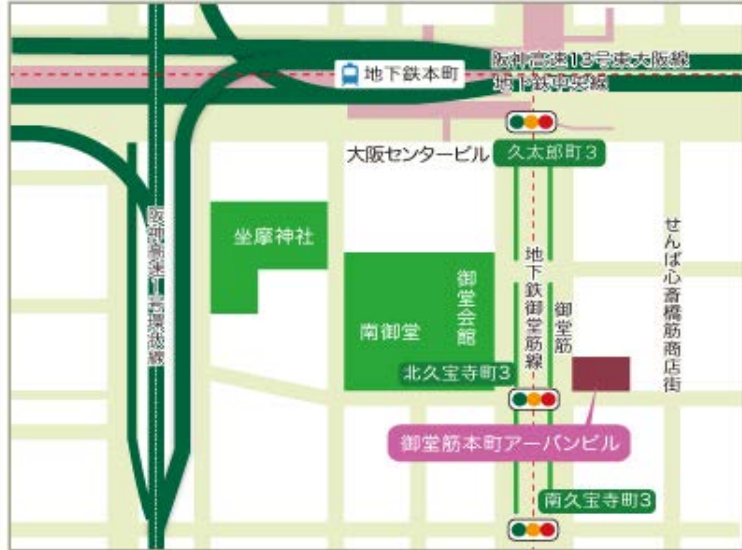 阪神高速13号東大阪線
地下鉄本町
地下鉄中央線
大阪センタービル
久太郎町3
坐摩神社
阪神高速1号環状線
南御堂
御堂会館
地下鉄御堂筋線
御堂筋
せんば心斎橋筋商店街
北久宝寺町3
御堂筋本町アーバンビル
南久宝寺町3